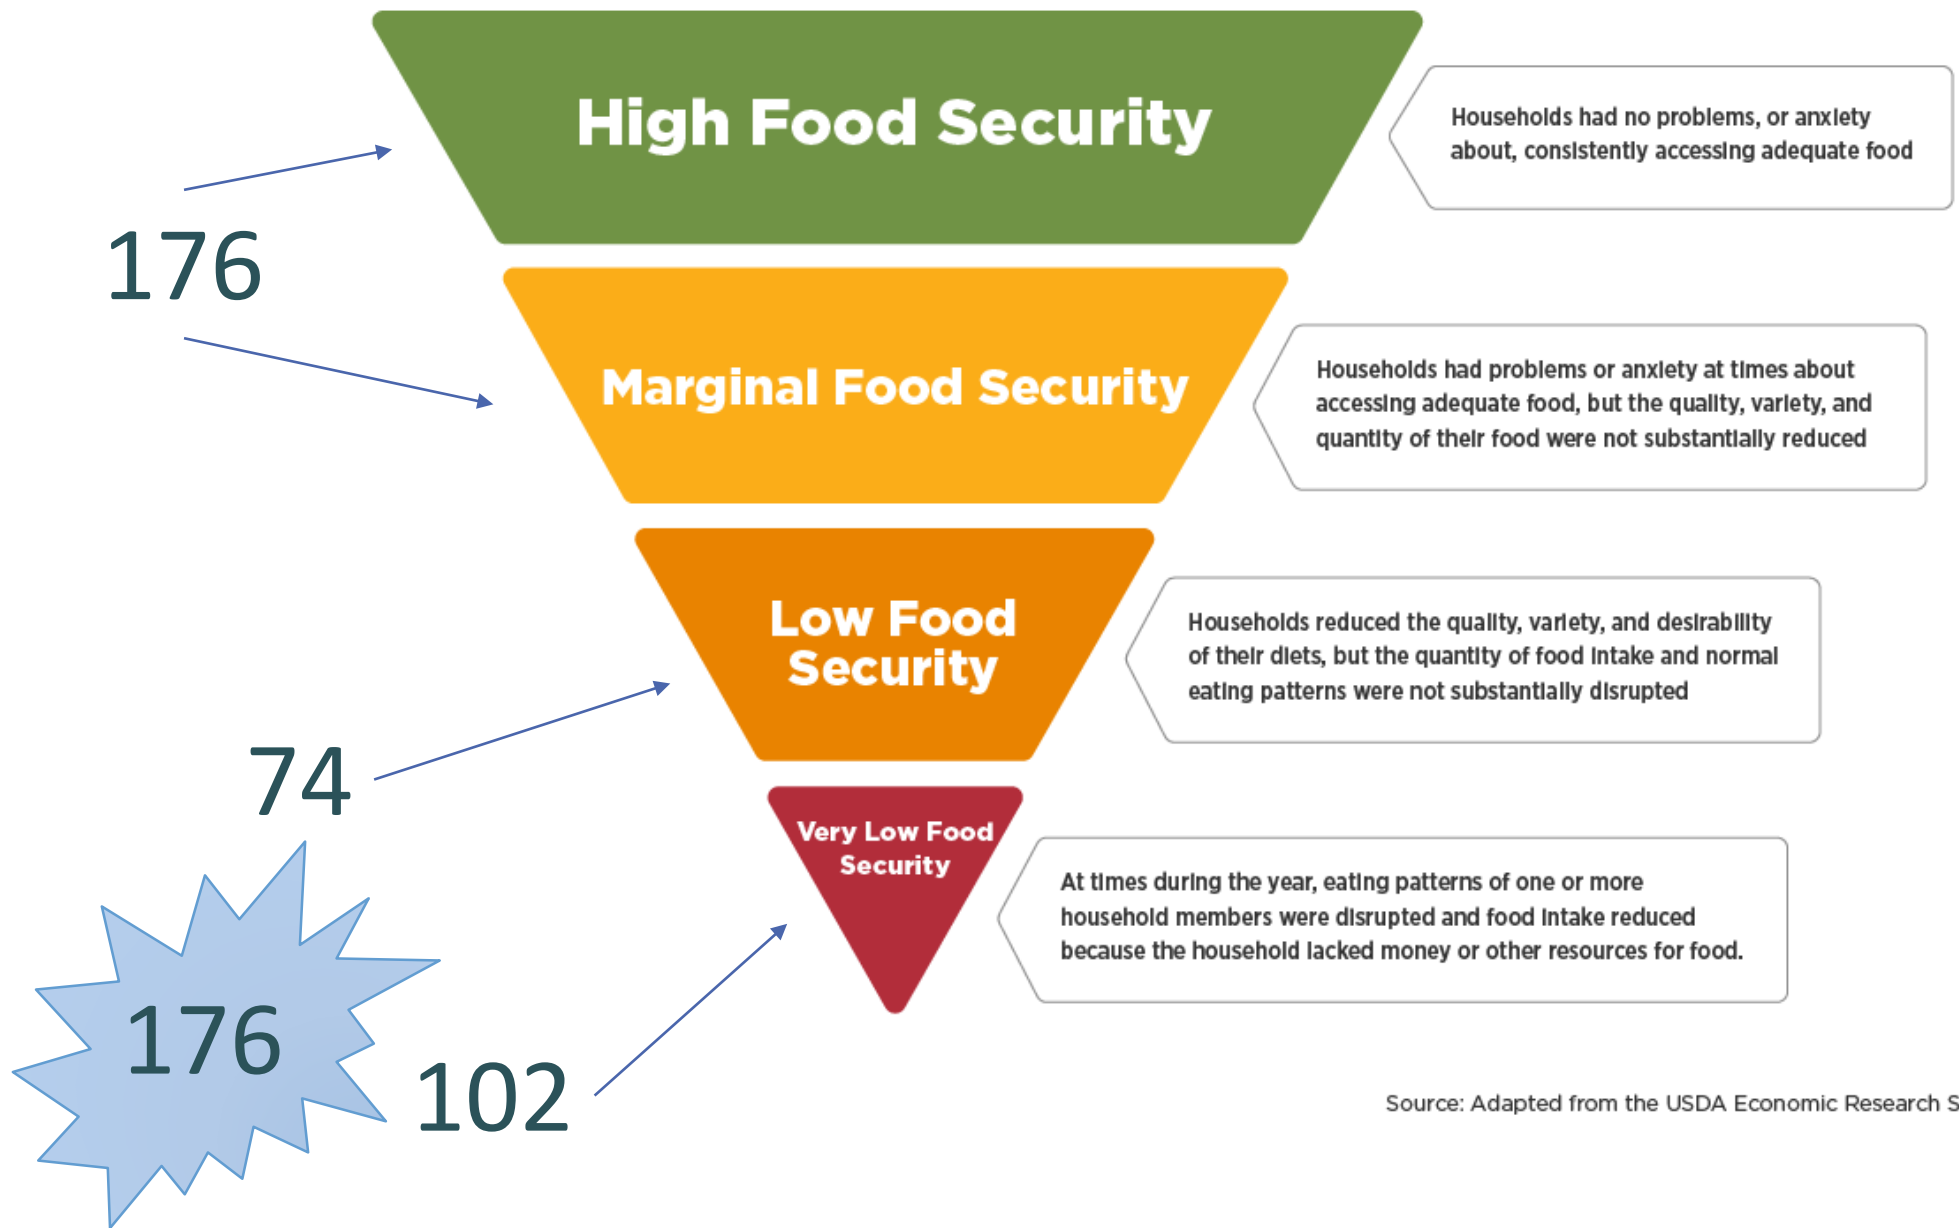 High Food Security
Households had no problems, or anxiety
about, consistently accessing adequate food
176
Marginal Food Security
Households had problems or anxiety at times about
accessing adequate food, but the quality, variety, and
quantity of their food were not substantially reduced
Low Food
Security
Households reduced the quality, variety, and desirability
of their diets, but the quantity of food intake and normal
eating patterns were not substantially disrupted
74
Very Low Food
Security
At times during the year, eating patterns of one or more
household members were disrupted and food intake reduced
because the household lacked money or other resources for food.
176
102
Source: Adapted from the USDA Economic Research S